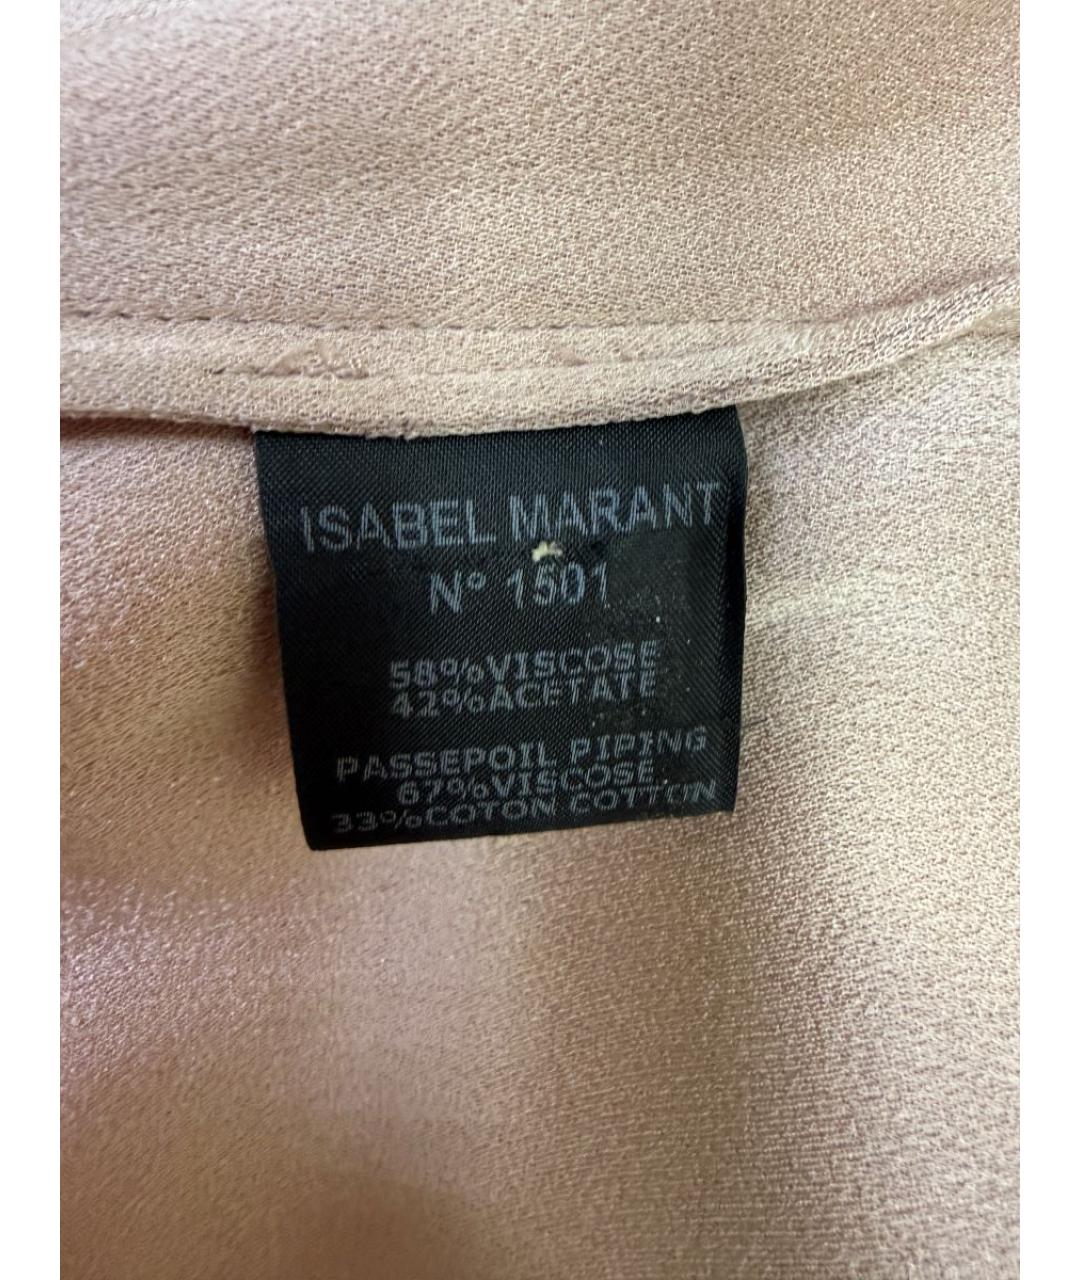 ISABEL MARANT
N° 1501
58%VISCOSE
42%ACETATE
PASSEPOIL PIPING
67%VISCOSE
33%COTON COTTON